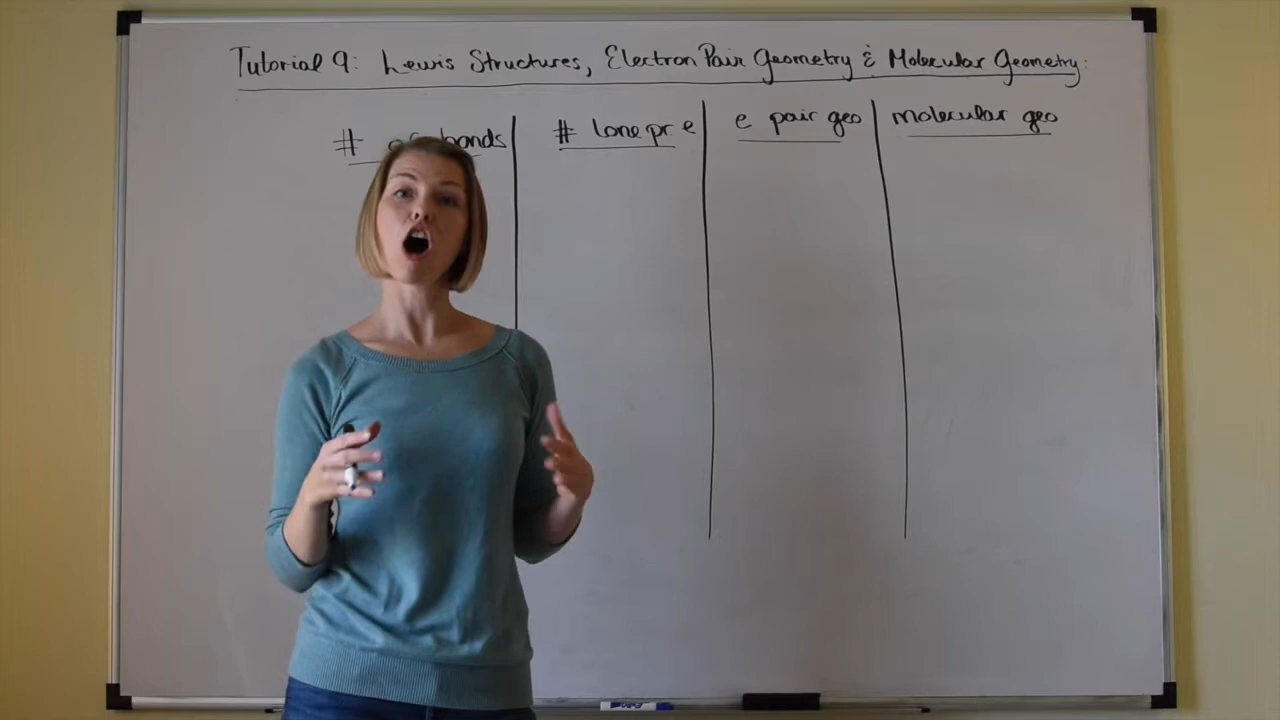 Tutorial 9: Lewis Structures, Electron Pair Geometry & Molecular Geometry:
# of bonds # lone pr e e pair geo molecular geo